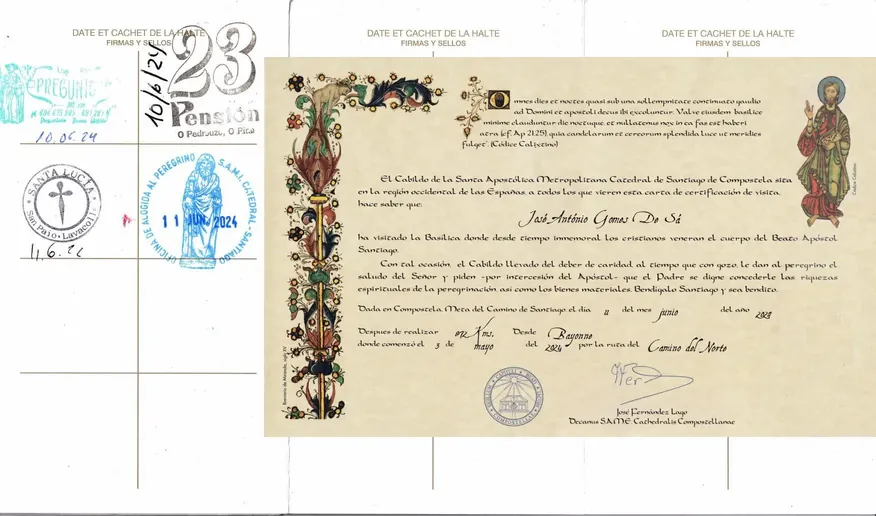 DATE ET CACHET DE LA HALTE
FIRMAS Y SELLOS
DATE ET CACHET DE LA HALTE
FIRMAS Y SELLOS
DATE ET CACHET DE LA HALTE
FIRMAS Y SELLOS
10.06.24
10/6/24
23
Pensión
O Pedrouzo, O Pino
SANTA LUCIA
San Paio-Lavacolla
OFICINA DE ACOGIDA AL PEREGRINO
S.A.M.I. CATEDRAL-SANTIAGO
11 JUN. 2024
Omnes dies et noctes quasi sub una sollempnitate continuato gaudio
ad Domini et apostoli decus ibi excoluntur. Valve eiusdem basilice
minime clauduntur die noctuque, et nullatenus nox in ea fas est haberi
atra (cf. Ap 21,25), quia candelarum et cereorum splendida luce ut meridies
fulget". (Códice Calixtino)
Codex Calixtinus
El Cabildo de la Santa Apostólica Metropolitana Catedral de Santiago de Compostela sita
en la región occidental de las Españas, a todos los que vieren esta carta de certificación de visita,
hace saber que:
José António Gomes De Sá
ha visitado la Basílica donde desde tiempo inmemorial los cristianos veneran el cuerpo del Beato Apóstol
Santiago.
Con tal ocasión, el Cabildo llevado del deber de caridad, al tiempo que con gozo, le dan al peregrino el
saludo del Señor y piden -por intercesión del Apóstol- que el Padre se digne concederle las riquezas
espirituales de la peregrinación, así como los bienes materiales. Bendígalo Santiago y sea bendito.
Dada en Compostela, Meta del Camino de Santiago, el día 11 del mes junio del año 2024
Despues de realizar Kms. Desde Bayonne
donde comenzó el 3 de mayo del 2024 por la ruta del Camino del Norte
José Fernández Lago
Decanus S.A.M.E. Cathedralis Compostellanae